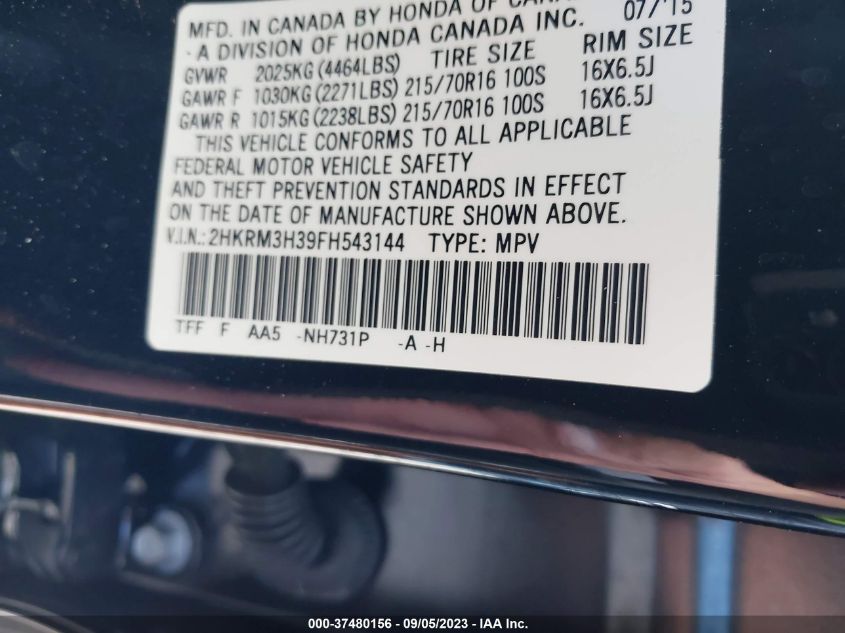 MFD. IN CANADA BY HONDA OF 07/'15
- A DIVISION OF HONDA CANADA INC.
GVWR 2025KG (4464LBS) TIRE SIZE RIM SIZE
GAWR F 1030KG (2271LBS) 215/70R16 100S 16X6.5J
GAWR R 1015KG (2238LBS) 215/70R16 100S 16X6.5J
THIS VEHICLE CONFORMS TO ALL APPLICABLE
FEDERAL MOTOR VEHICLE SAFETY
AND THEFT PREVENTION STANDARDS IN EFFECT
ON THE DATE OF MANUFACTURE SHOWN ABOVE.
V.I.N.:2HKRM3H39FH543144 TYPE: MPV
TFF F AA5 -NH731P -A -H
000-37480156 - 09/05/2023 - IAA Inc.